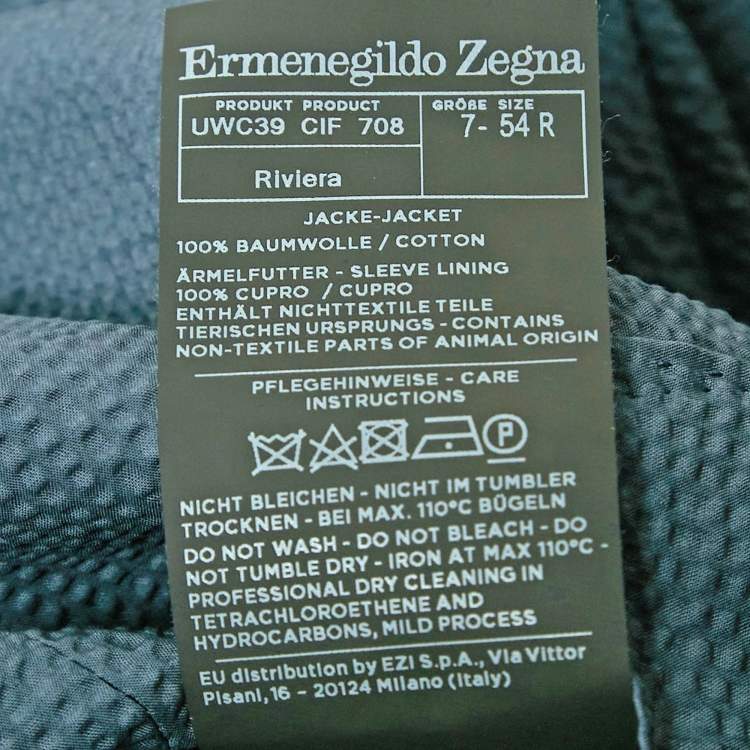 Ermenegildo Zegna
PRODUKT PRODUCT
UWC39 CIF 708
GRÖßE SIZE
7- 54 R
Riviera
JACKE-JACKET
100% BAUMWOLLE / COTTON
ÄRMELFUTTER - SLEEVE LINING
100% CUPRO / CUPRO
ENTHÄLT NICHTTEXTILE TEILE
TIERISCHEN URSPRUNGS - CONTAINS
NON-TEXTILE PARTS OF ANIMAL ORIGIN
PFLEGEHINWEISE - CARE
INSTRUCTIONS
P
NICHT BLEICHEN - NICHT IM TUMBLER
TROCKNEN - BEI MAX. 110°C BÜGELN
DO NOT WASH - DO NOT BLEACH - DO
NOT TUMBLE DRY - IRON AT MAX 110°C -
PROFESSIONAL DRY CLEANING IN
TETRACHLOROETHENE AND
HYDROCARBONS, MILD PROCESS
EU distribution by EZI S.p.A., Via Vittor
Pisani,16 - 20124 Milano (Italy)